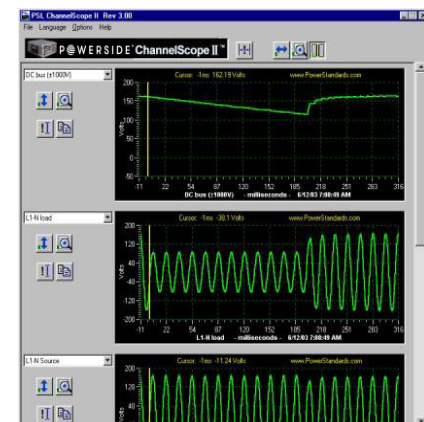 PSL ChannelScope II Rev 3.00
File Language Options Help
P@WERSIDE ChannelScope II™
DC bus (±1000V)
Cursor: -1ms 162.19 Volts www.PowerStandards.com
200
150
100
50
0
-50
Volts
-11 22 54 87 120 153 185 218 251 283 316
DC bus (±1000V) - milliseconds - 6/12/03 7:08:49 AM
L1-N load
Cursor: -1ms -38.1 Volts www.PowerStandards.com
200
120
40
-40
-120
-200
Volts
-11 22 54 87 120 153 185 218 251 283 316
L1-N load - milliseconds - 6/12/03 7:08:49 AM
L1-N Source
Cursor: -1ms -11.24 Volts www.PowerStandards.com
200
120
40